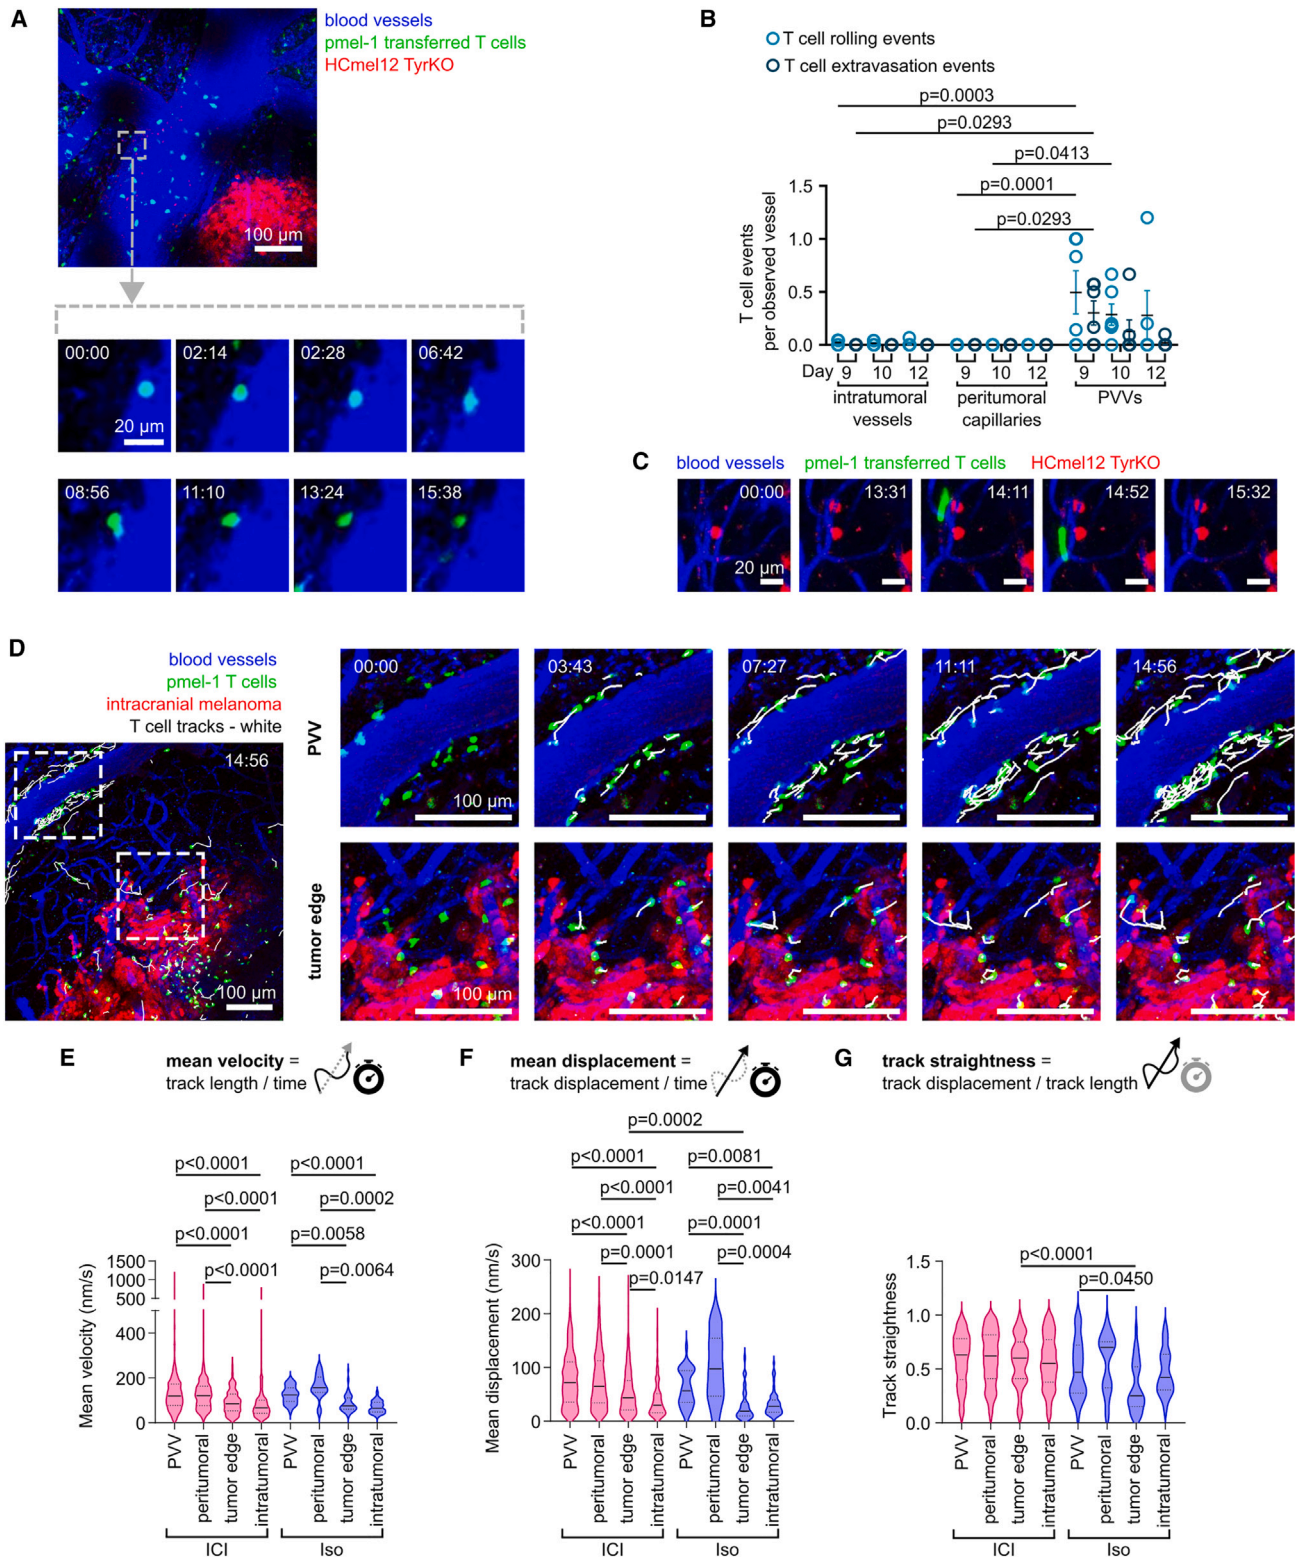 A
blood vessels
pmel-1 transferred T cells
HCmel12 TyrKO
100 µm
00:00
02:14
02:28
06:42
20 µm
08:56
11:10
13:24
15:38
B
T cell rolling events
T cell extravasation events
p=0.0003
p=0.0293
p=0.0413
p=0.0001
p=0.0293
1.5
1.0
0.5
0.0
T cell events
per observed vessel
Day 9 10 12 9 10 12 9 10 12
intratumoral
vessels
peritumoral
capillaries
PVVs
C
blood vessels
pmel-1 transferred T cells
HCmel12 TyrKO
00:00
13:31
14:11
14:52
15:32
20 µm
D
blood vessels
pmel-1 T cells
intracranial melanoma
T cell tracks - white
14:56
100 µm
PVV
00:00
03:43
07:27
11:11
14:56
100 µm
tumor edge
100 µm
E
mean velocity =
track length / time
p<0.0001
p<0.0001
p<0.0001
p=0.0002
p<0.0001
p=0.0058
p<0.0001
p=0.0064
1500
1000
500
400
200
0
Mean velocity (nm/s)
PVV
peritumoral
tumor edge
intratumoral
PVV
peritumoral
tumor edge
intratumoral
ICI
Iso
F
mean displacement =
track displacement / time
p=0.0002
p<0.0001
p=0.0081
p<0.0001
p=0.0041
p<0.0001
p=0.0001
p=0.0001
p=0.0004
p=0.0147
300
200
100
0
Mean displacement (nm/s)
PVV
peritumoral
tumor edge
intratumoral
PVV
peritumoral
tumor edge
intratumoral
ICI
Iso
G
track straightness =
track displacement / track length
p<0.0001
p=0.0450
1.5
1.0
0.5
0.0
Track straightness
PVV
peritumoral
tumor edge
intratumoral
PVV
peritumoral
tumor edge
intratumoral
ICI
Iso